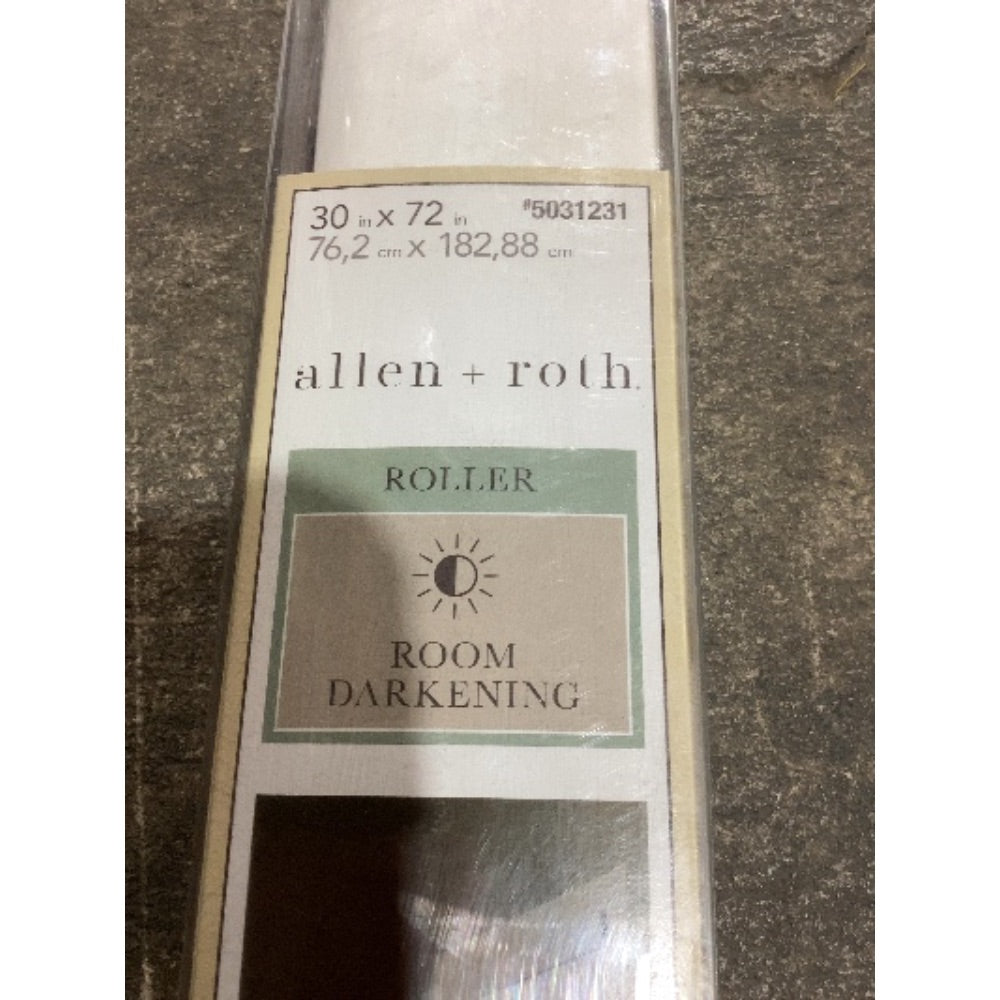 30 in x 72 in #5031231
76,2 cm x 182,88 cm
allen + roth.
ROLLER
ROOM
DARKENING